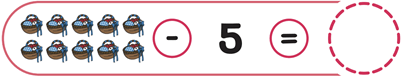 - 5 =